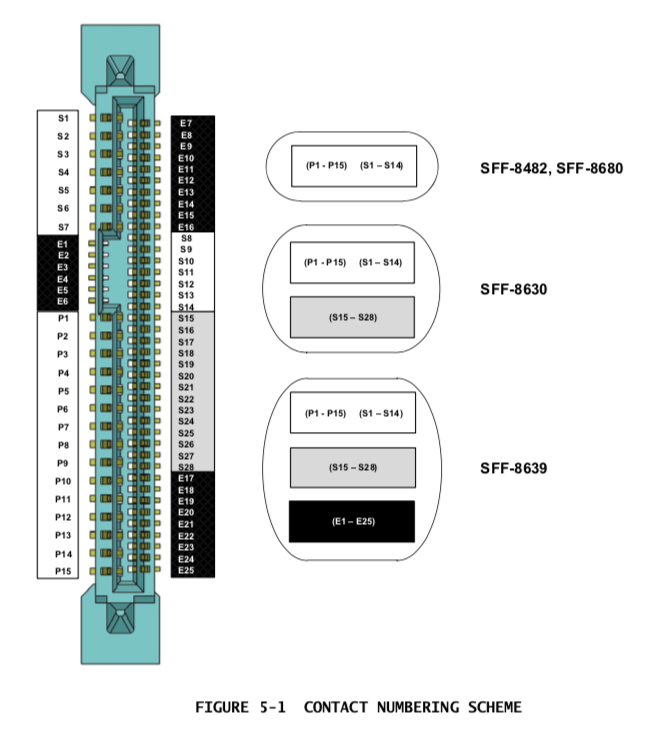 S1
S2
S3
S4
S5
S6
S7
E1
E2
E3
E4
E5
E6
P1
P2
P3
P4
P5
P6
P7
P8
P9
P10
P11
P12
P13
P14
P15
E7
E8
E9
E10
E11
E12
E13
E14
E15
E16
S8
S9
S10
S11
S12
S13
S14
S15
S16
S17
S18
S19
S20
S21
S22
S23
S24
S25
S26
S27
S28
E17
E18
E19
E20
E21
E22
E23
E24
E25
(P1 - P15) (S1 – S14)
SFF-8482, SFF-8680
(P1 - P15) (S1 – S14)
(S15 – S28)
SFF-8630
(P1 - P15) (S1 – S14)
(S15 – S28)
(E1 – E25)
SFF-8639
FIGURE 5-1 CONTACT NUMBERING SCHEME